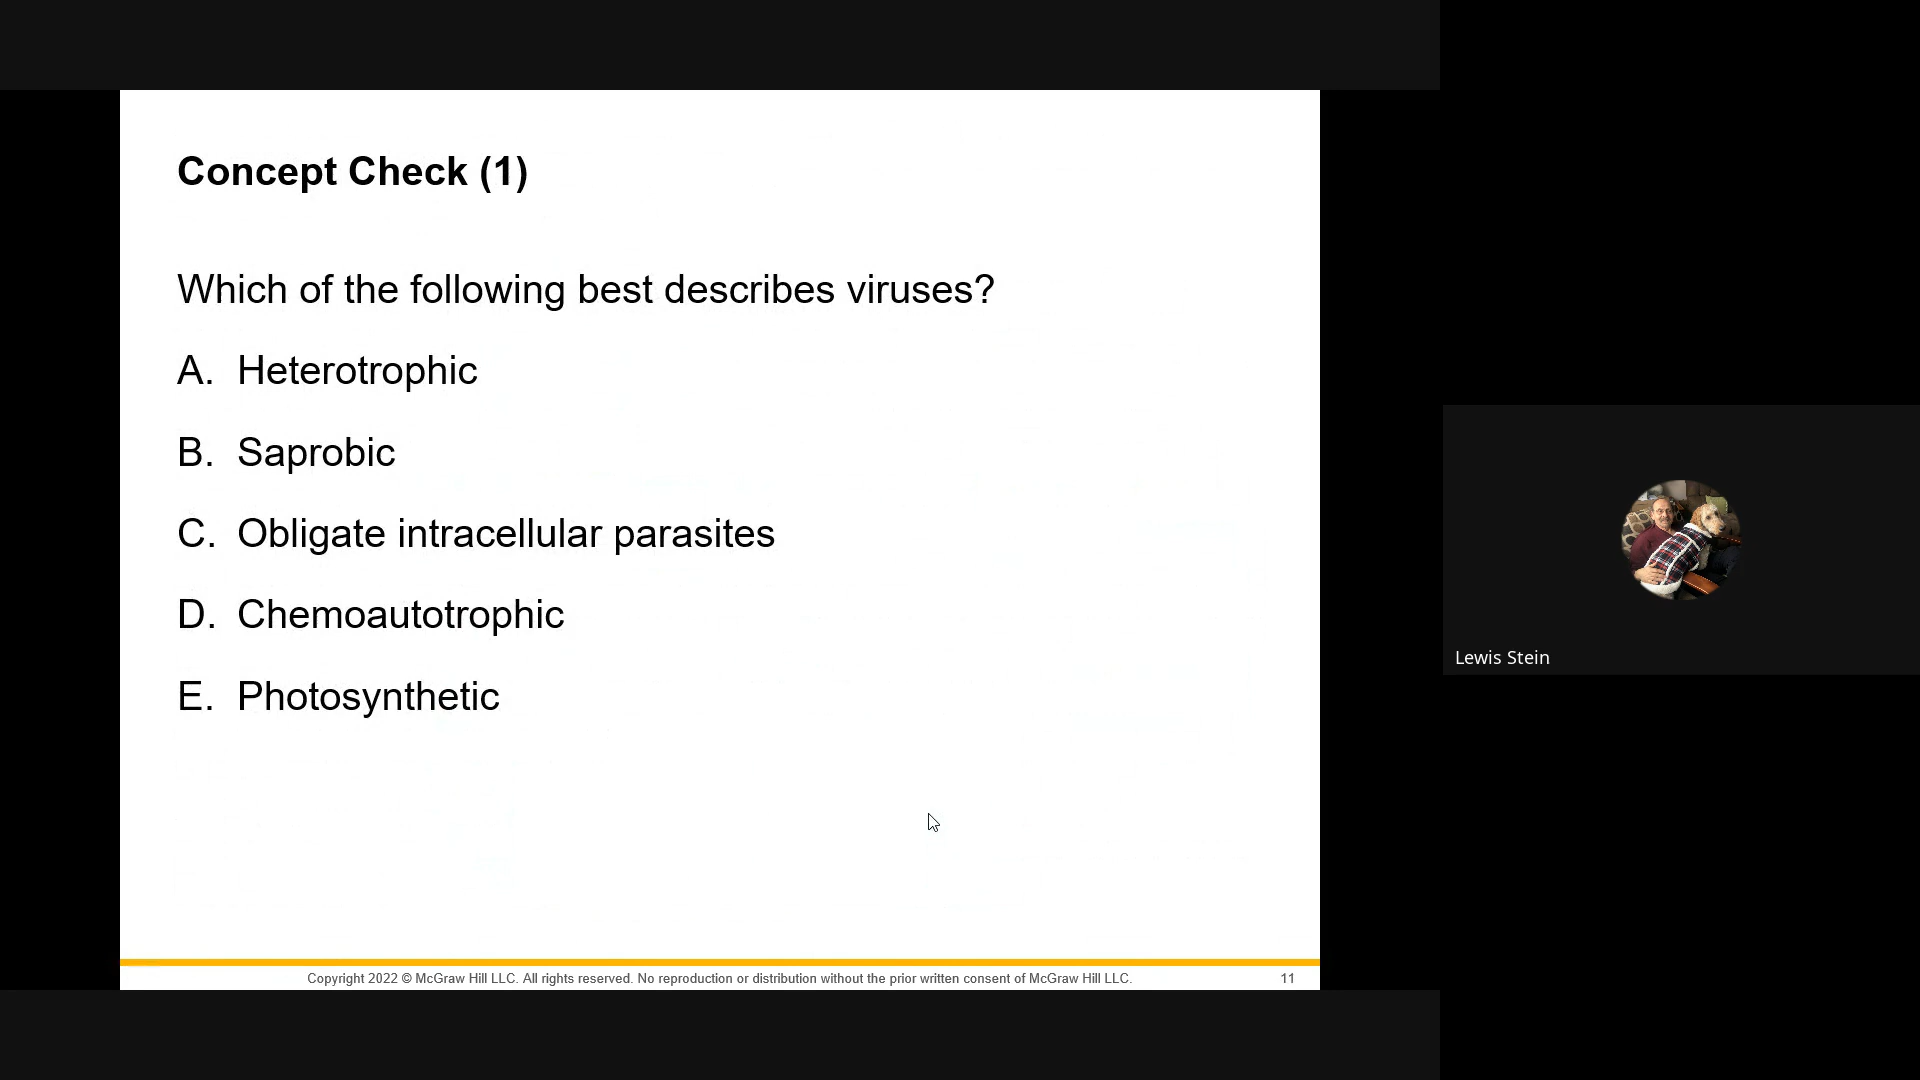 Concept Check (1)
Which of the following best describes viruses?
A. Heterotrophic
B. Saprobic
C. Obligate intracellular parasites
D. Chemoautotrophic
E. Photosynthetic
Lewis Stein
Copyright 2022 © McGraw Hill LLC. All rights reserved. No reproduction or distribution without the prior written consent of McGraw Hill LLC.
11